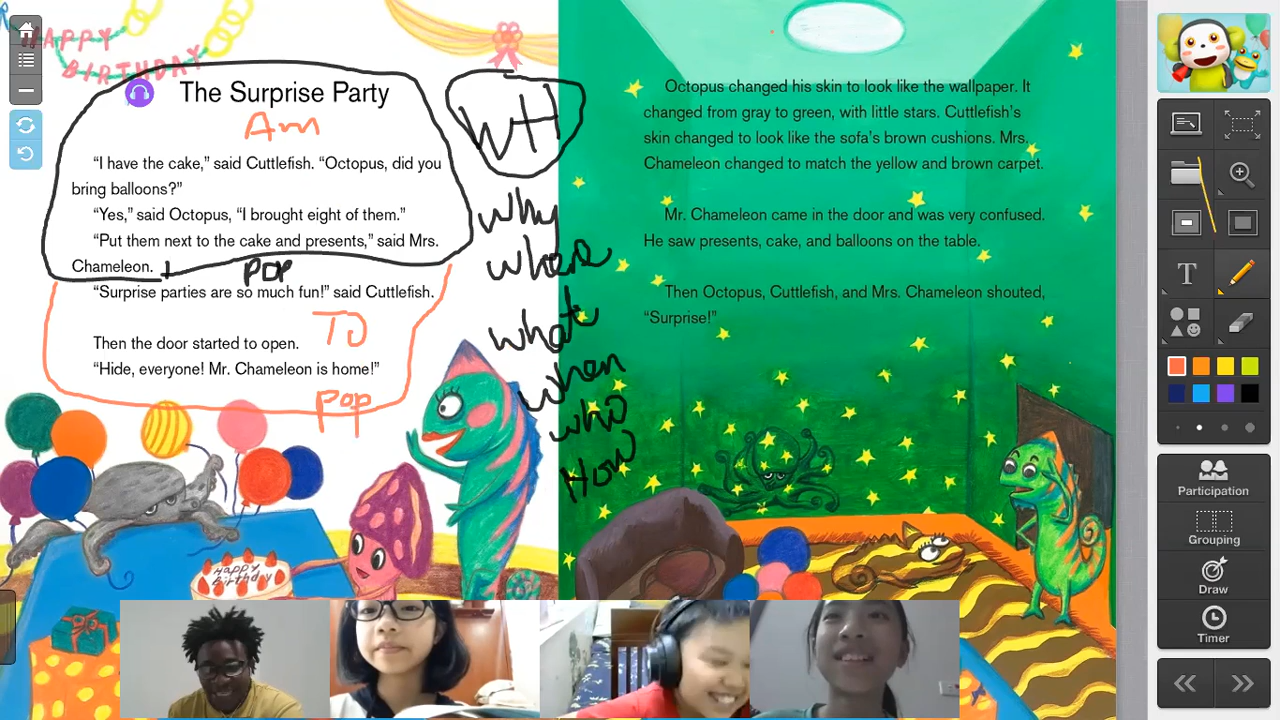 HAPPY
BIRTHDAY
The Surprise Party
Am
“I have the cake,” said Cuttlefish. “Octopus, did you
bring balloons?”
“Yes,” said Octopus, “I brought eight of them.”
“Put them next to the cake and presents,” said Mrs.
Chameleon.
POP
“Surprise parties are so much fun!” said Cuttlefish.
TO
Then the door started to open.
“Hide, everyone! Mr. Chameleon is home!”
POP
WH
why
where
what
when
who
How
Octopus changed his skin to look like the wallpaper. It
changed from gray to green, with little stars. Cuttlefish’s
skin changed to look like the sofa’s brown cushions. Mrs.
Chameleon changed to match the yellow and brown carpet.
Mr. Chameleon came in the door and was very confused.
He saw presents, cake, and balloons on the table.
Then Octopus, Cuttlefish, and Mrs. Chameleon shouted,
“Surprise!”
T
Participation
Grouping
Draw
Timer